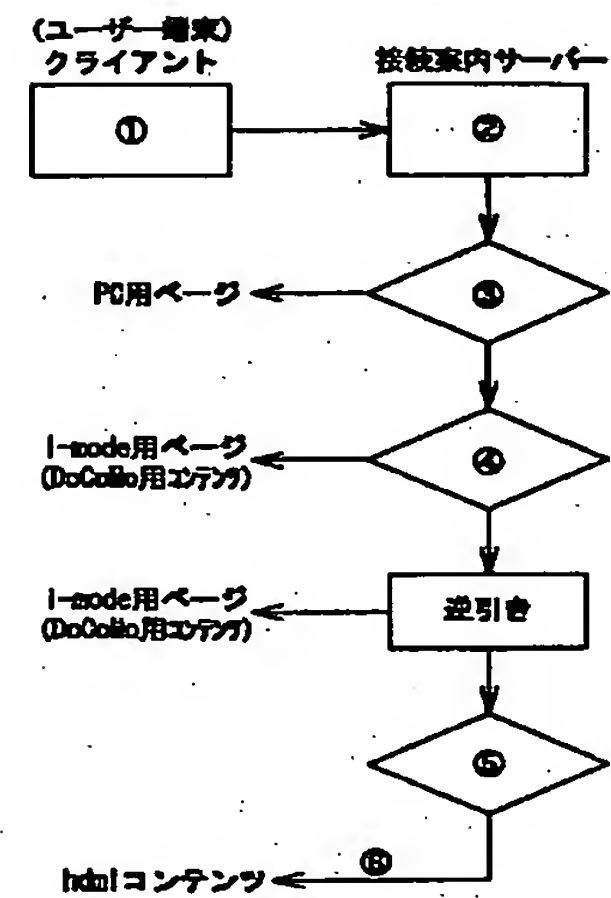 (ユーザー端末)
クライアント
接続案内サーバー
①
②
③
PC用ページ
④
i-mode用ページ
(DoCoMo用コンテンツ)
逆引き
i-mode用ページ
(DoCoMo用コンテンツ)
⑤
⑥
hdmlコンテンツ